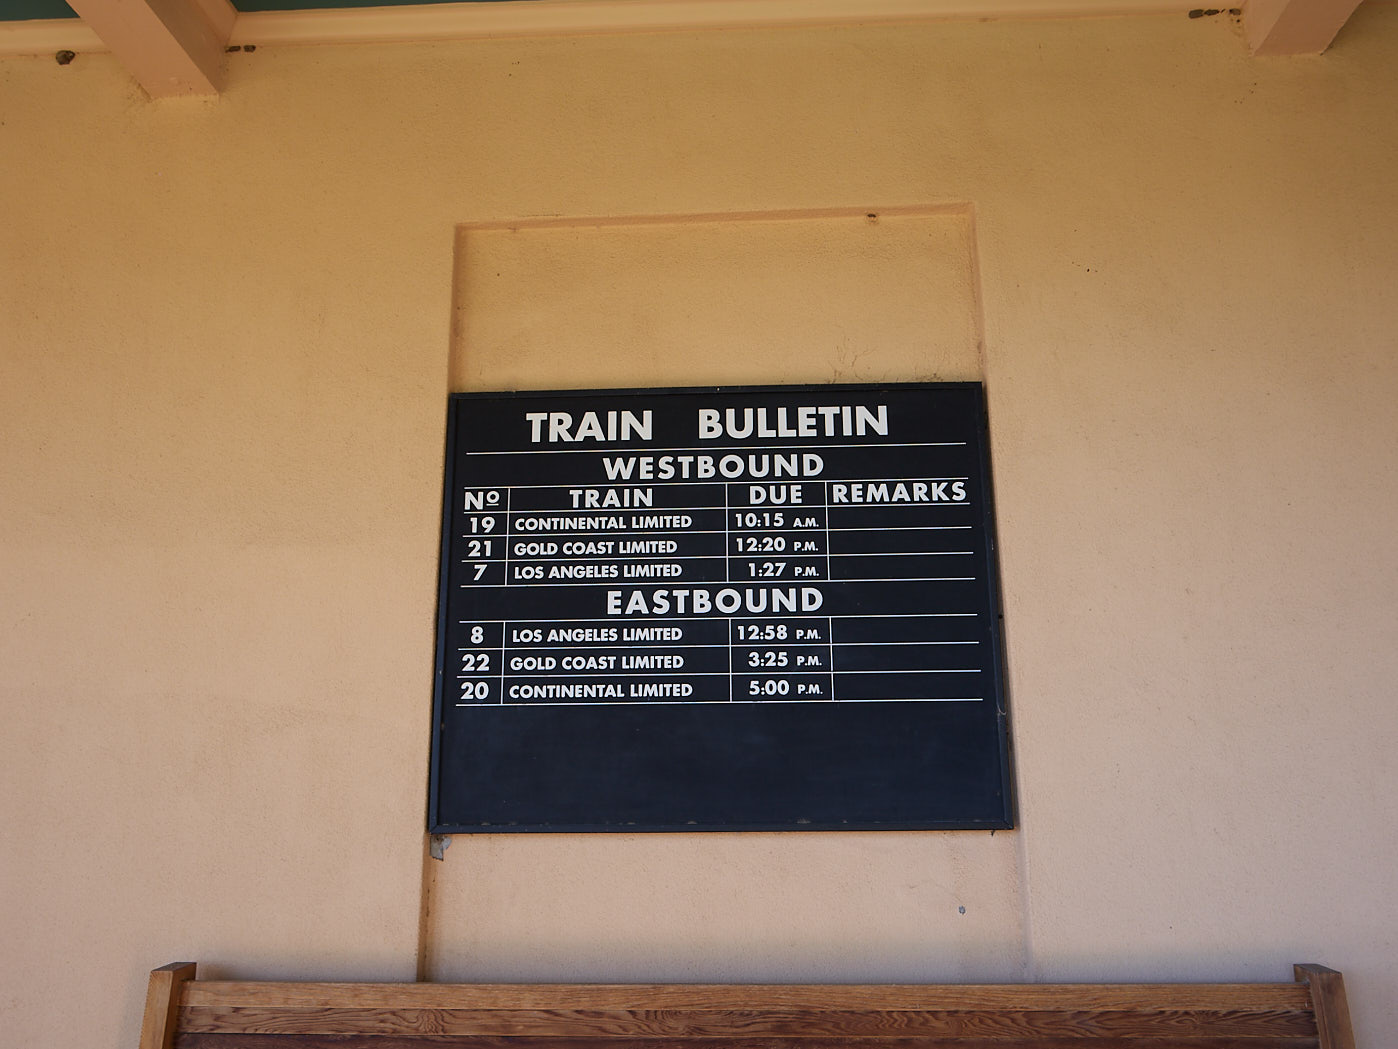 TRAIN BULLETIN
WESTBOUND
Nº TRAIN DUE REMARKS
19 CONTINENTAL LIMITED 10:15 A.M.
21 GOLD COAST LIMITED 12:20 P.M.
7 LOS ANGELES LIMITED 1:27 P.M.
EASTBOUND
8 LOS ANGELES LIMITED 12:58 P.M.
22 GOLD COAST LIMITED 3:25 P.M.
20 CONTINENTAL LIMITED 5:00 P.M.